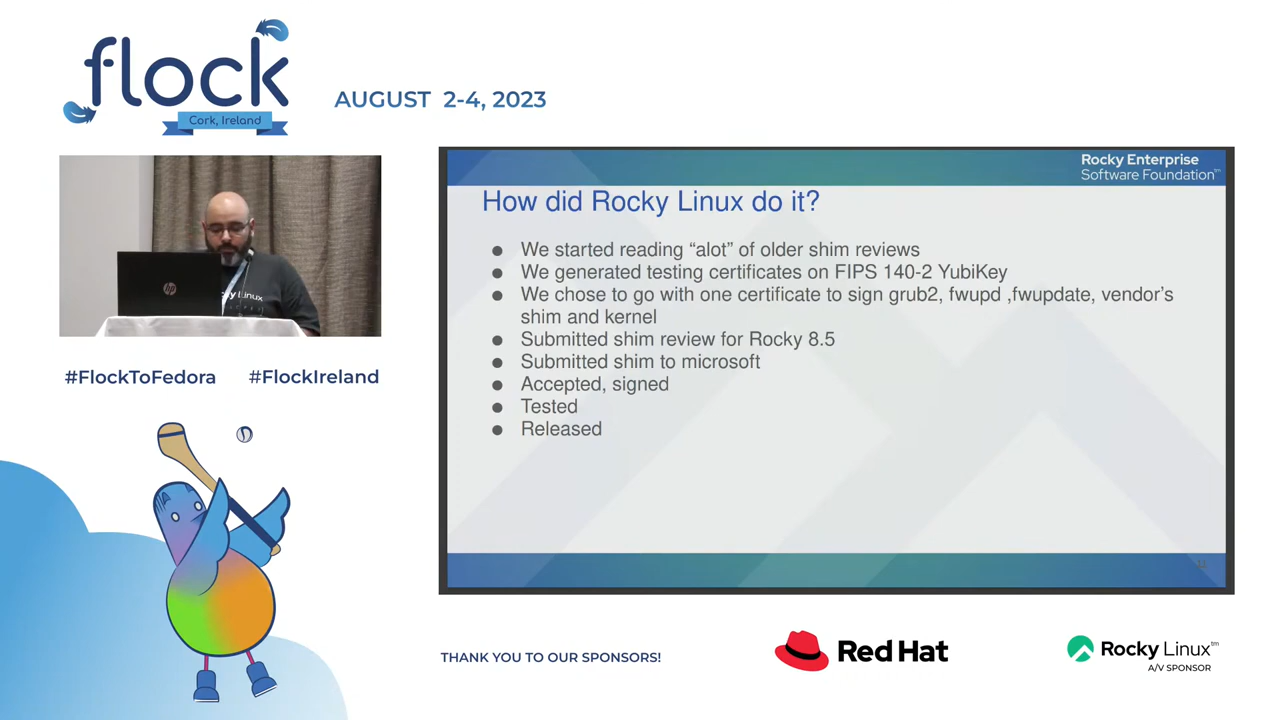 flock
Cork, Ireland
AUGUST 2-4, 2023
Rocky Enterprise
Software Foundation™
How did Rocky Linux do it?
● We started reading “alot” of older shim reviews
● We generated testing certificates on FIPS 140-2 YubiKey
● We chose to go with one certificate to sign grub2, fwupd ,fwupdate, vendor's
shim and kernel
● Submitted shim review for Rocky 8.5
● Submitted shim to microsoft
● Accepted, signed
● Tested
● Released
hp
Rocky Linux
#FlockToFedora #FlockIreland
THANK YOU TO OUR SPONSORS!
Red Hat
Rocky Linux™
A/V SPONSOR